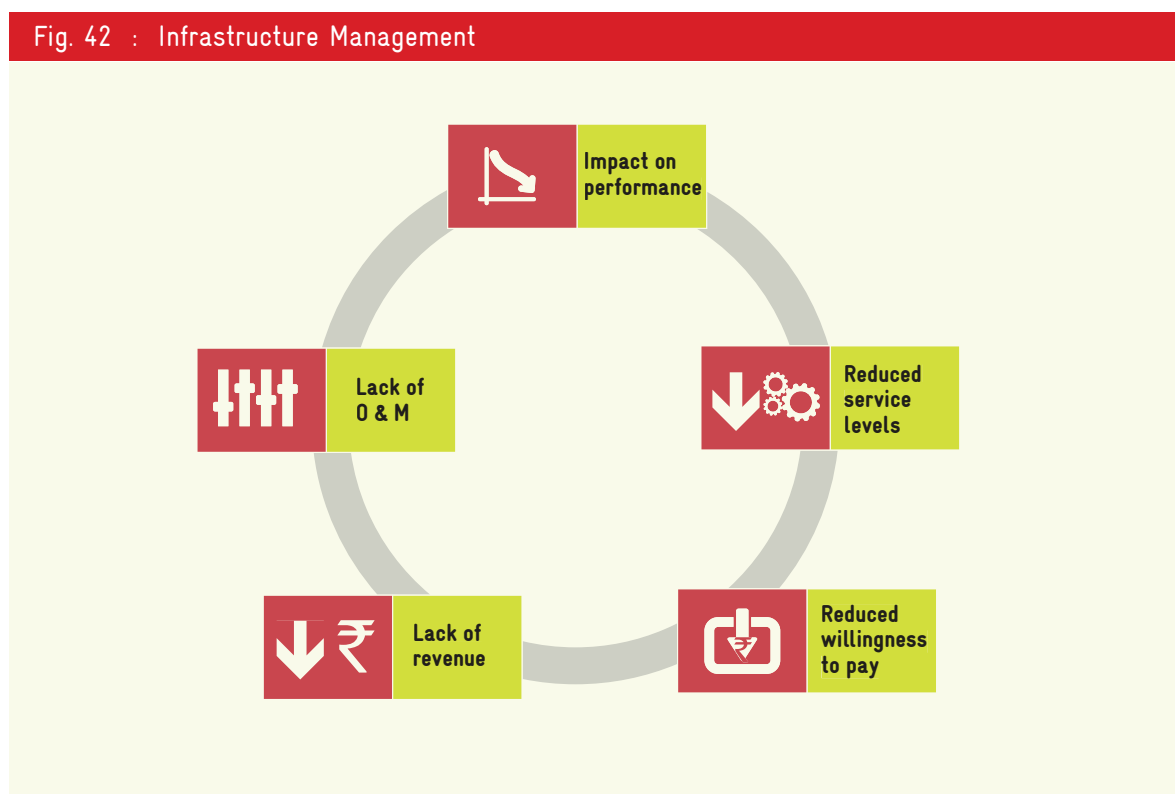 Fig. 42 : Infrastructure Management
Impact on
performance
Reduced
service
levels
Reduced
willingness
to pay
₹
Lack of
revenue
₹
Lack of
O & M